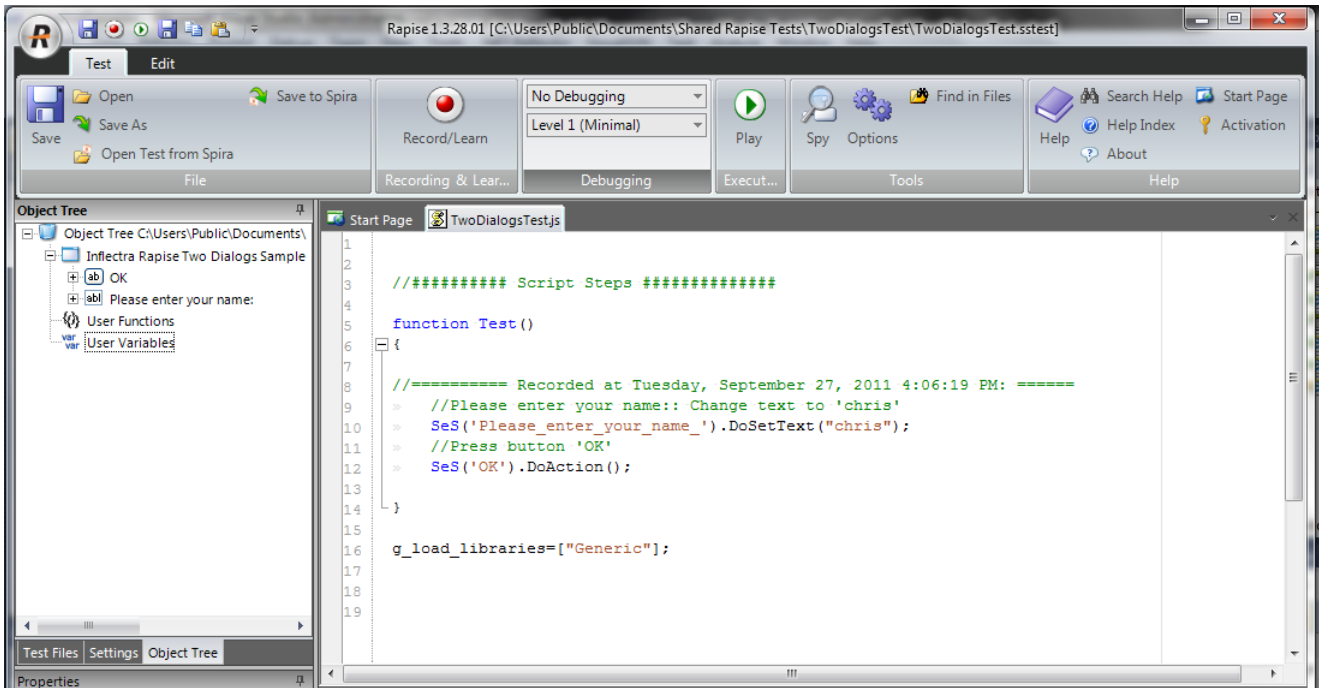 Rapise 1.3.28.01 [C:\Users\Public\Documents\Shared Rapise Tests\TwoDialogsTest\TwoDialogsTest.sstest]
Test Edit
Open Save to Spira No Debugging Find in Files Search Help Start Page
Save Save As Record/Learn Level 1 (Minimal) Play Spy Options Help Help Index Activation
Open Test from Spira About
File Recording & Lear... Debugging Execut... Tools Help
Object Tree
Start Page TwoDialogsTest.js
Object Tree C:\Users\Public\Documents\
Inflectra Rapise Two Dialogs Sample
ab OK
abl Please enter your name:
User Functions
var var User Variables
1
2
3 //########## Script Steps ##############
4
5 function Test()
6 {
7
8 //========== Recorded at Tuesday, September 27, 2011 4:06:19 PM: ======
9 //Please enter your name:: Change text to 'chris'
10 SeS('Please_enter_your_name_').DoSetText("chris");
11 //Press button 'OK'
12 SeS('OK').DoAction();
13
14 }
15
16 g_load_libraries=["Generic"];
17
18
19
Test Files Settings Object Tree
Properties